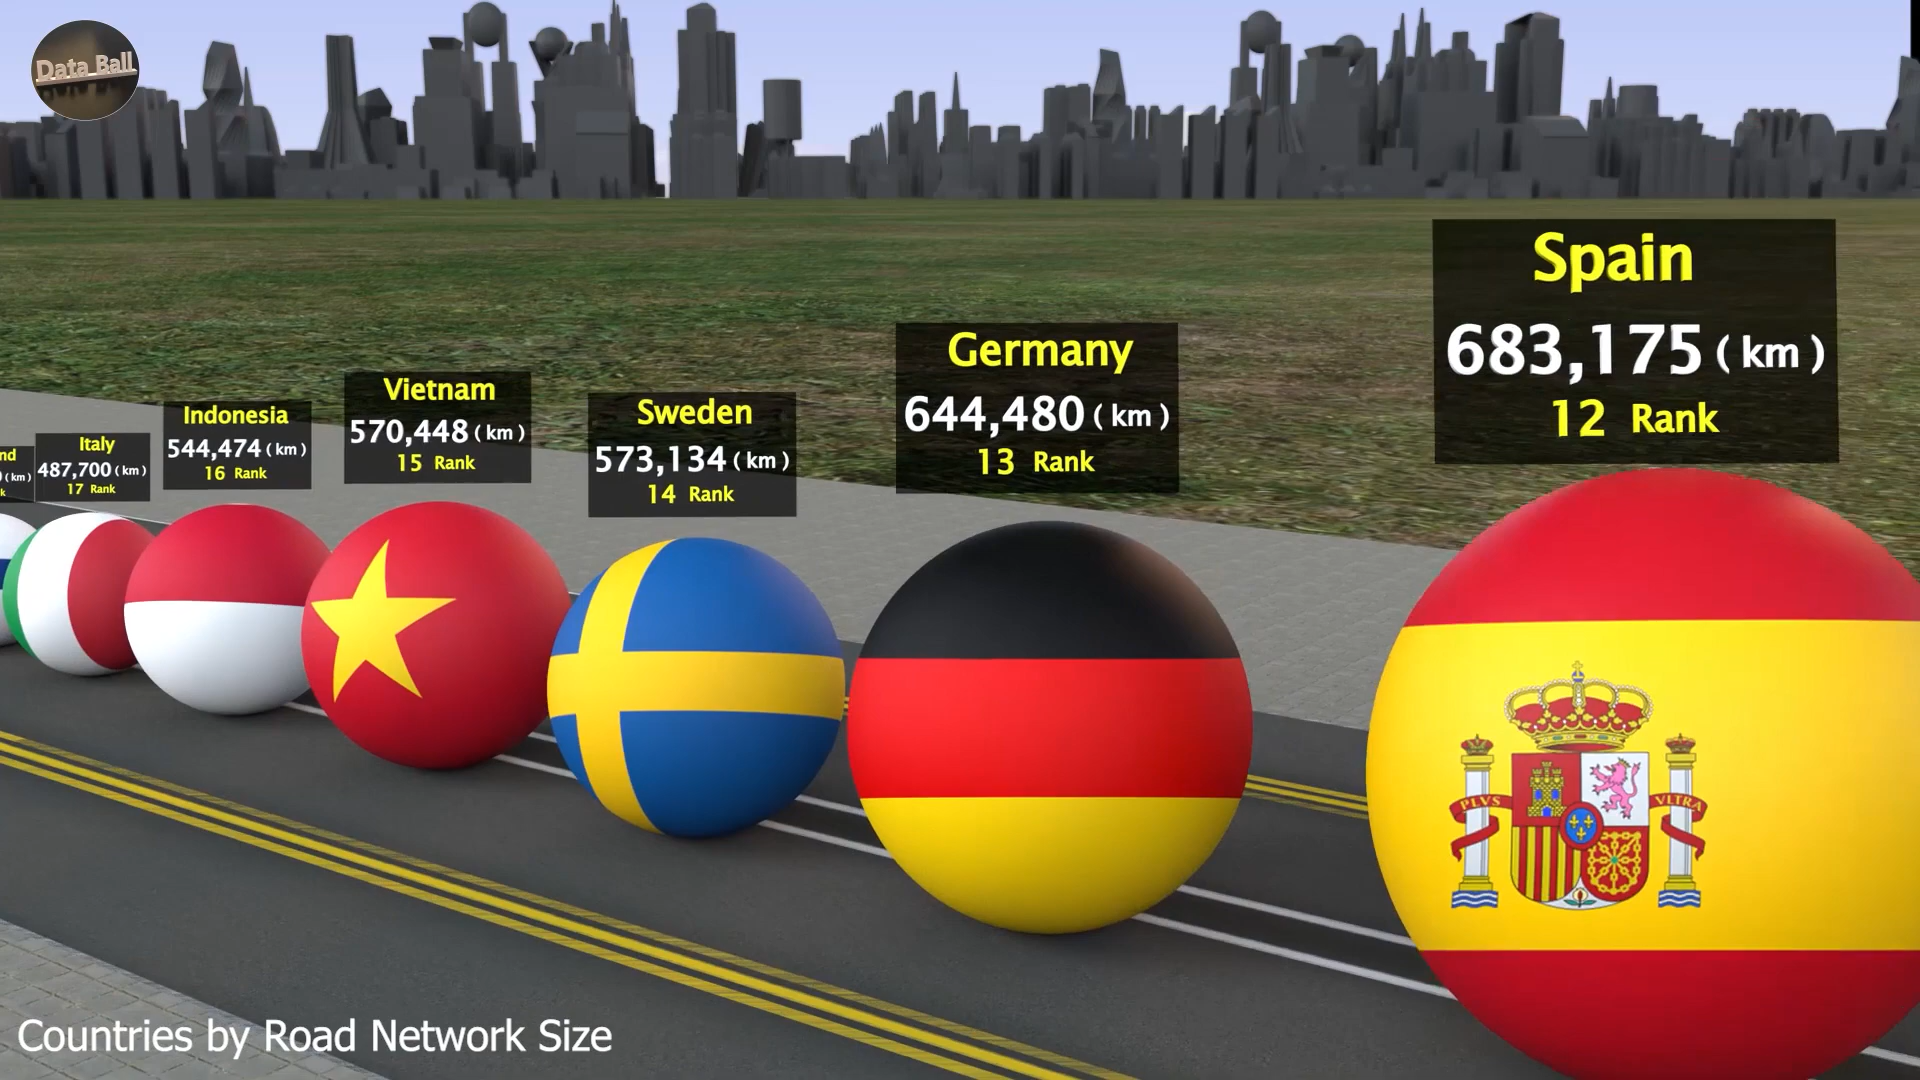 Data Ball
Spain
683,175 ( km )
12 Rank
Germany
644,480 ( km )
13 Rank
Sweden
573,134 ( km )
14 Rank
Vietnam
570,448 ( km )
15 Rank
Indonesia
544,474 ( km )
16 Rank
Italy
487,700 ( km )
17 Rank
nd
( km )
k
PLVS
VLTRA
Countries by Road Network Size